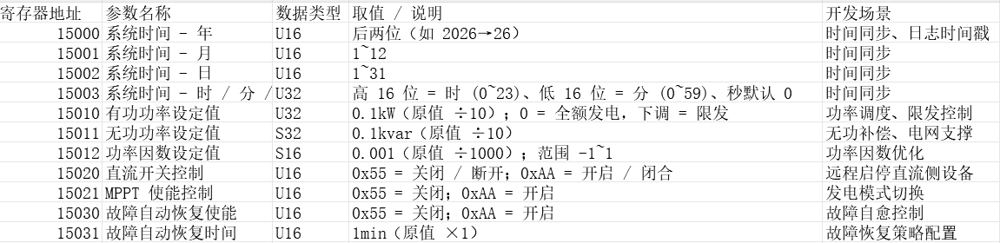 寄存器地址 参数名称 数据类型 取值 / 说明 开发场景
15000 系统时间 - 年 U16 后两位（如 2026→26） 时间同步、日志时间戳
15001 系统时间 - 月 U16 1~12 时间同步
15002 系统时间 - 日 U16 1~31 时间同步
15003 系统时间 - 时 / 分 / U32 高 16 位 = 时 (0~23)、低 16 位 = 分 (0~59)、秒默认 0 时间同步
15010 有功功率设定值 U32 0.1kW（原值 ÷10）；0 = 全额发电，下调 = 限发 功率调度、限发控制
15011 无功功率设定值 S32 0.1kvar（原值 ÷10） 无功补偿、电网支撑
15012 功率因数设定值 S16 0.001（原值 ÷1000）；范围 -1~1 功率因数优化
15020 直流开关控制 U16 0x55 = 关闭 / 断开；0xAA = 开启 / 闭合 远程启停直流侧设备
15021 MPPT 使能控制 U16 0x55 = 关闭；0xAA = 开启 发电模式切换
15030 故障自动恢复使能 U16 0x55 = 关闭；0xAA = 开启 故障自愈控制
15031 故障自动恢复时间 U16 1min（原值 ×1） 故障恢复策略配置